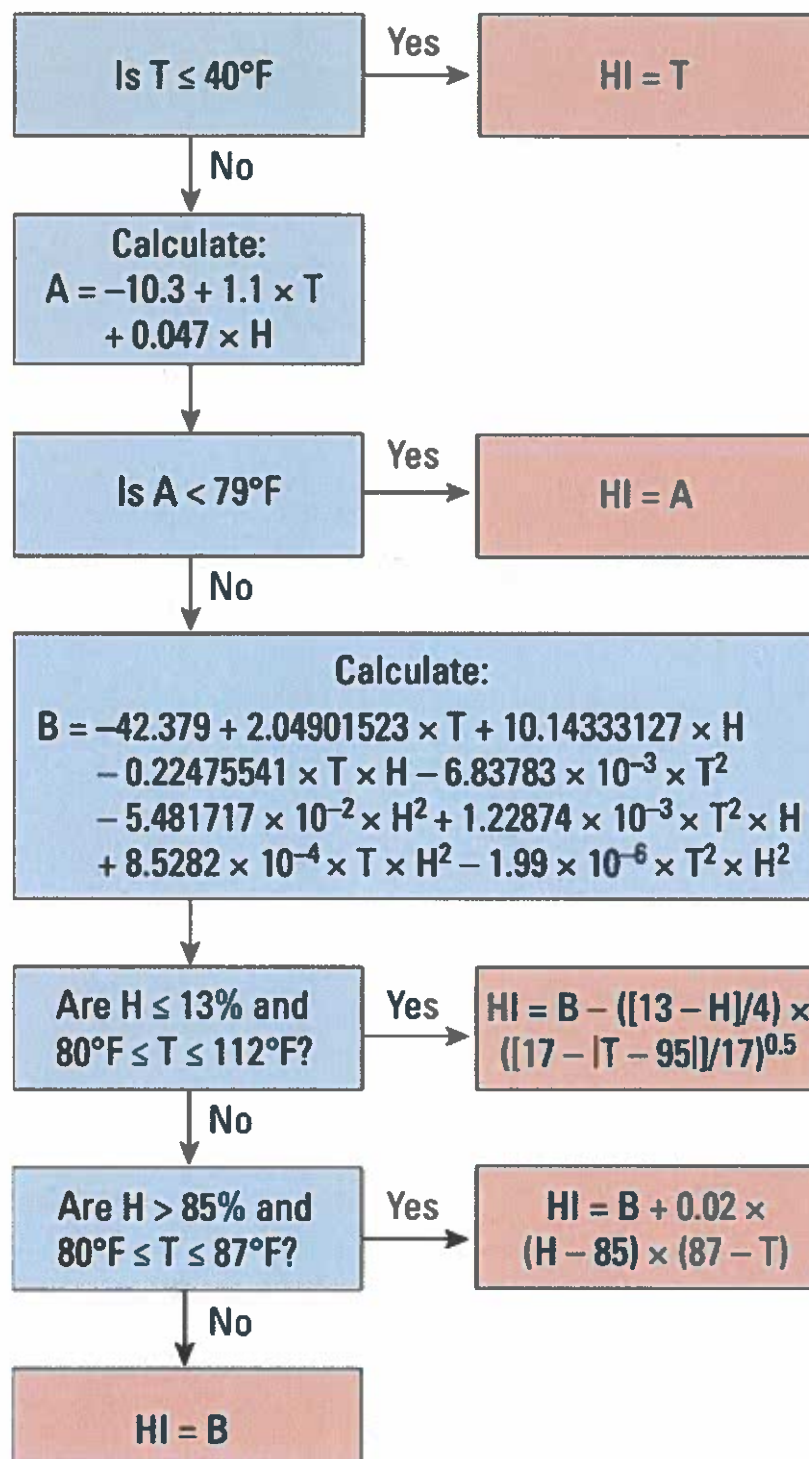 Is T ≤ 40°F
Yes
HI = T
No
Calculate:
A = –10.3 + 1.1 × T
+ 0.047 × H
Is A < 79°F
Yes
HI = A
No
Calculate:
B = –42.379 + 2.04901523 × T + 10.14333127 × H
– 0.22475541 × T × H – 6.83783 × 10⁻³ × T²
– 5.481717 × 10⁻² × H² + 1.22874 × 10⁻³ × T² × H
+ 8.5282 × 10⁻⁴ × T × H² – 1.99 × 10⁻⁶ × T² × H²
Are H ≤ 13% and
80°F ≤ T ≤ 112°F?
Yes
HI = B – ([13 – H]/4) ×
([17 – |T – 95|]/17)⁰·⁵
No
Are H > 85% and
80°F ≤ T ≤ 87°F?
Yes
HI = B + 0.02 ×
(H – 85) × (87 – T)
No
HI = B